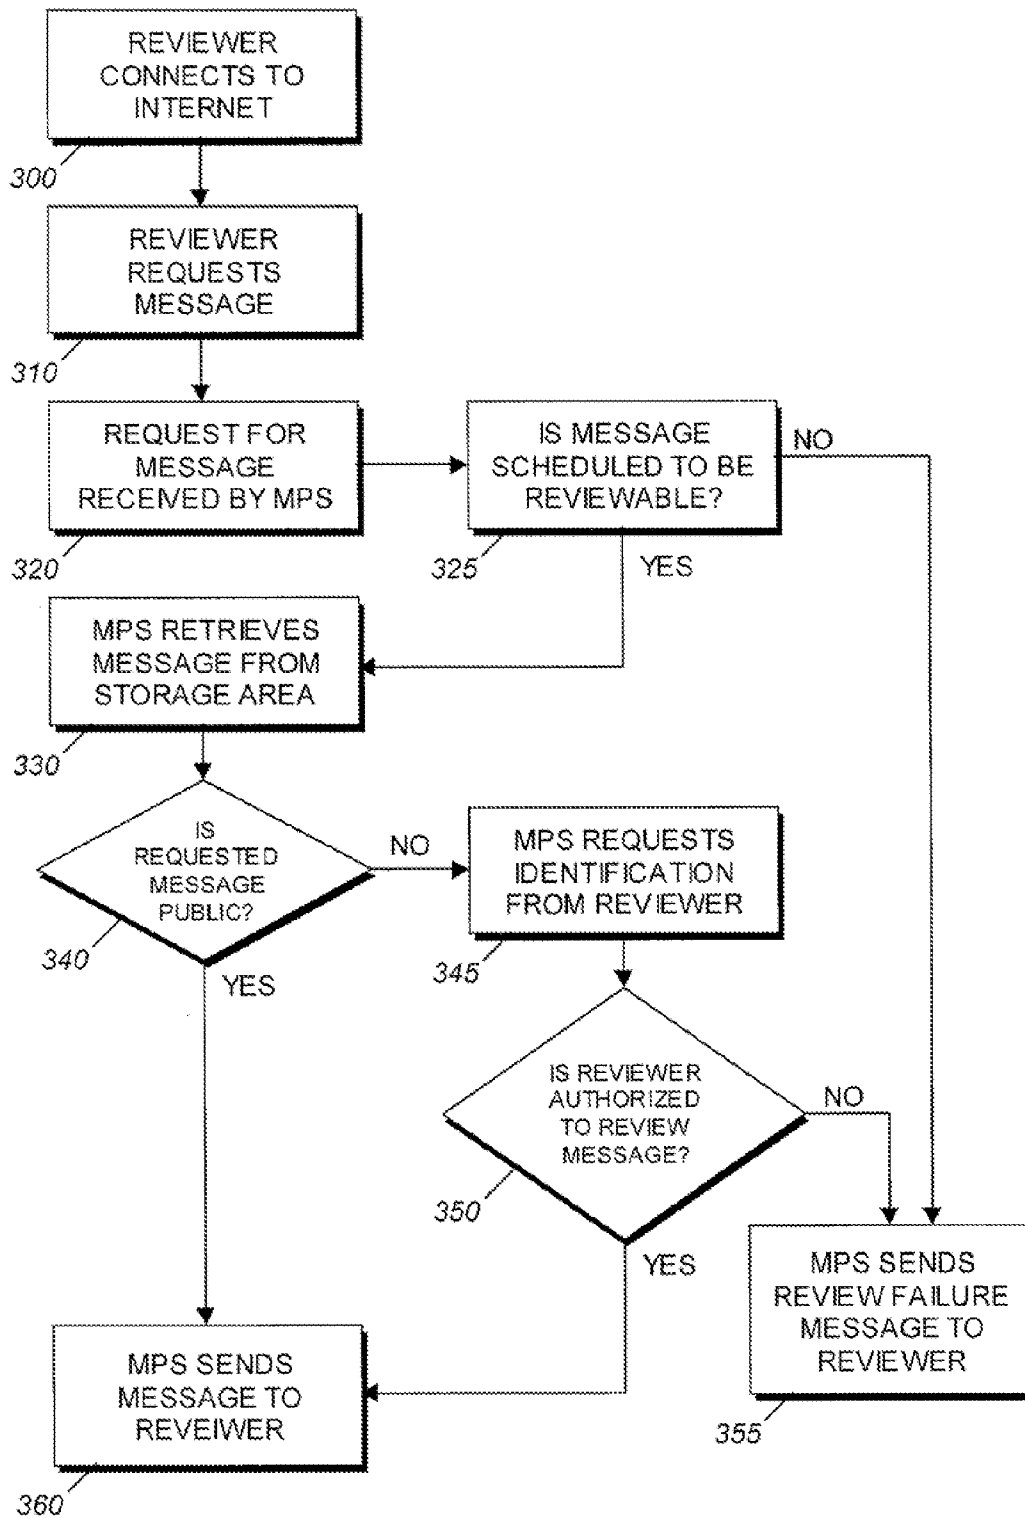 REVIEWER
CONNECTS TO
INTERNET
300
REVIEWER
REQUESTS
MESSAGE
310
REQUEST FOR
MESSAGE
RECEIVED BY MPS
320
IS MESSAGE
SCHEDULED TO BE
REVIEWABLE?
325
NO
YES
MPS RETRIEVES
MESSAGE FROM
STORAGE AREA
330
IS
REQUESTED
MESSAGE
PUBLIC?
340
NO
YES
MPS REQUESTS
IDENTIFICATION
FROM REVIEWER
345
IS REVIEWER
AUTHORIZED
TO REVIEW
MESSAGE?
350
NO
YES
MPS SENDS
REVIEW FAILURE
MESSAGE TO
REVIEWER
355
MPS SENDS
MESSAGE TO
REVEIWER
360